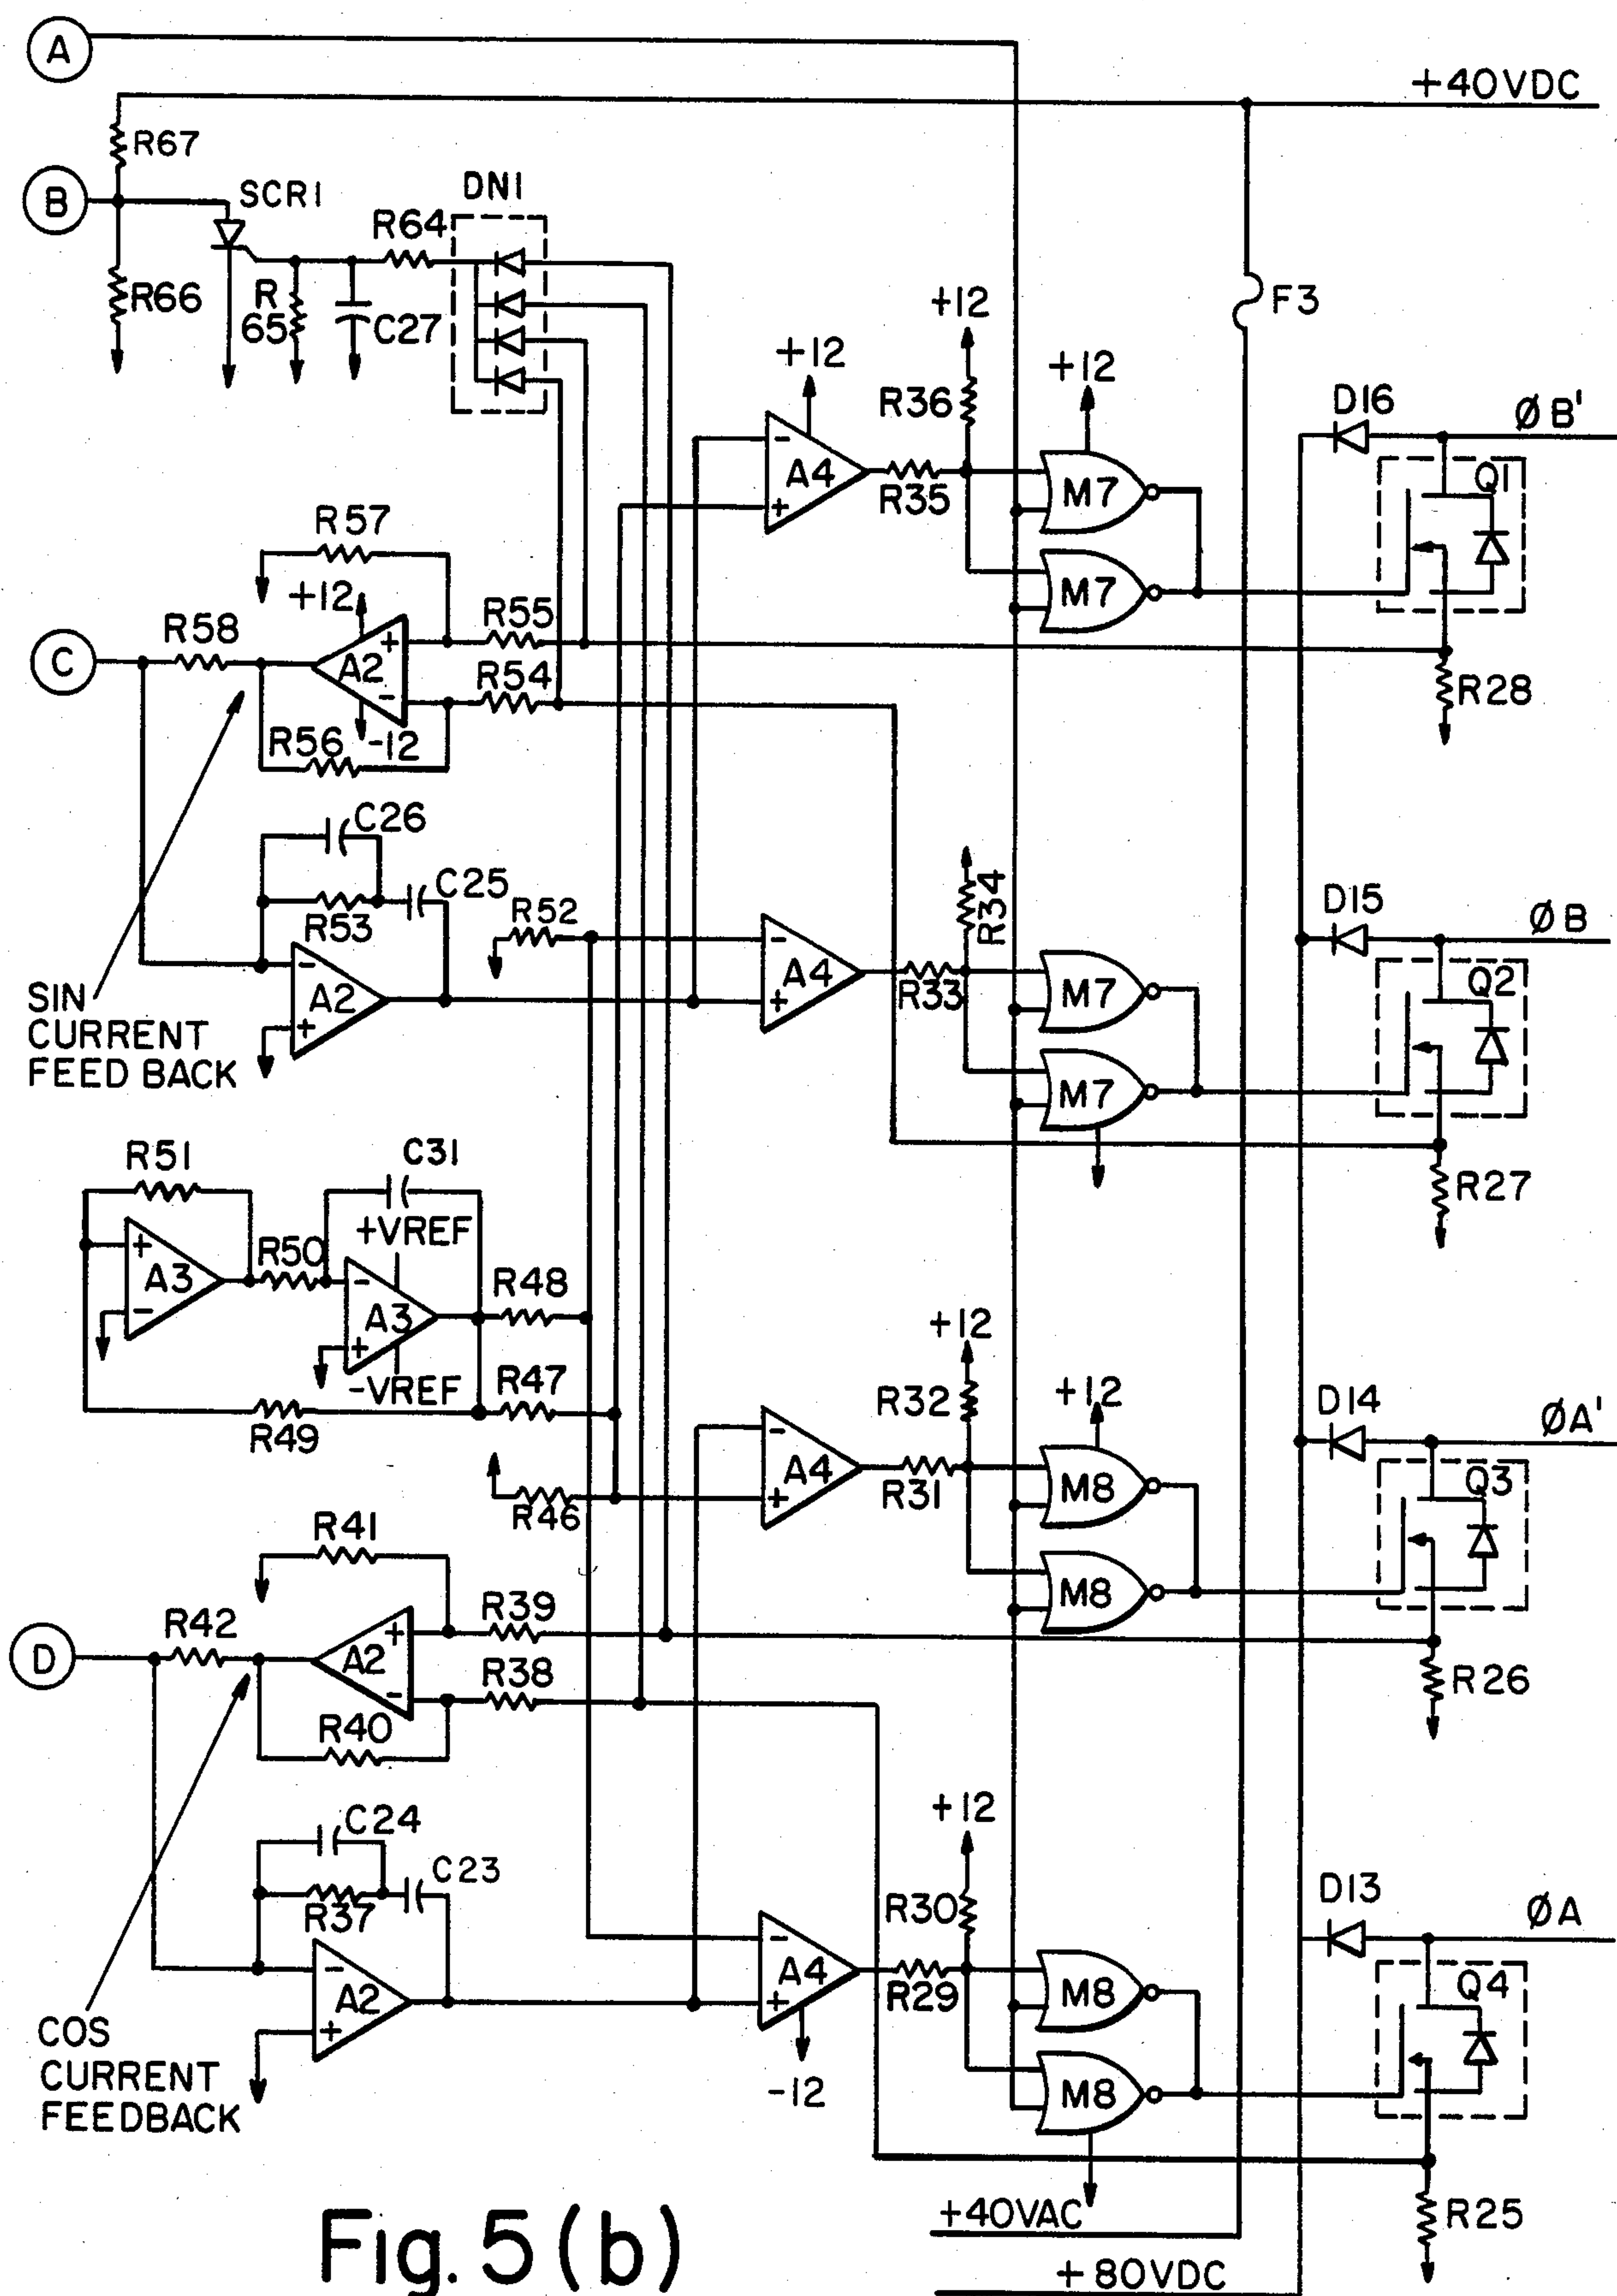 A
+40VDC
R67
B
SCR1
DN1
R64
R66
R
65
C27
+12
F3
+12
+12
R36
D16
ØB'
A4
R35
M7
Q1
M7
R57
+12
R55
R58
C
A2
R54
R28
R56
-12
C26
C25
R34
D15
ØB
R53
R52
A4
R33
M7
Q2
A2
SIN
CURRENT
FEED BACK
M7
R51
C31
R27
+VREF
R50
A3
R48
A3
+12
-VREF
R47
R32
+12
D14
ØA'
R49
A4
R31
M8
Q3
R46
R41
M8
R39
R42
D
A2
R38
R26
R40
+12
C24
C23
R30
D13
ØA
R37
A4
R29
M8
Q4
A2
COS
CURRENT
FEEDBACK
-12
M8
+40VAC
R25
Fig. 5 (b)
+80VDC